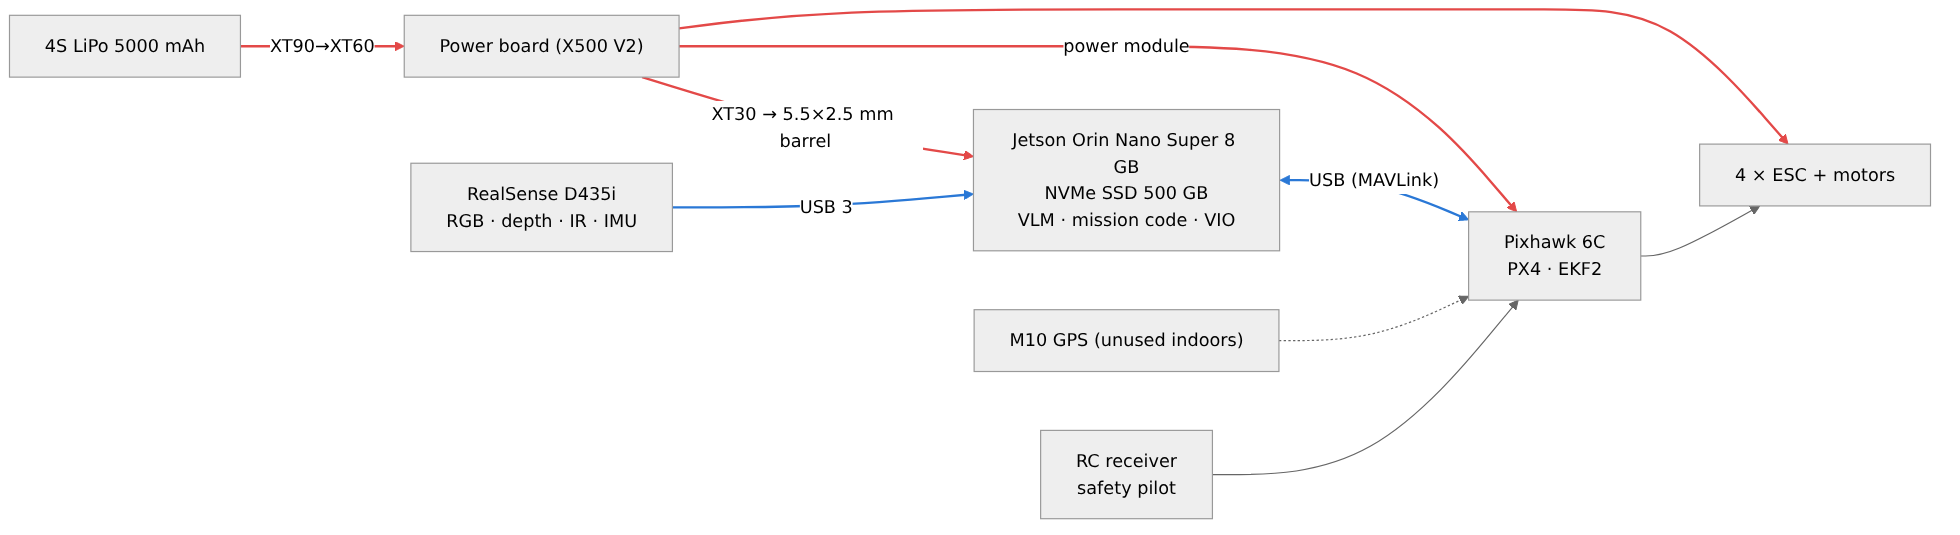 4S LiPo 5000 mAh
XT90→XT60
Power board (X500 V2)
power module
XT30 → 5.5×2.5 mm
barrel
Jetson Orin Nano Super 8
GB
NVMe SSD 500 GB
VLM · mission code · VIO
RealSense D435i
RGB · depth · IR · IMU
USB 3
USB (MAVLink)
4 × ESC + motors
Pixhawk 6C
PX4 · EKF2
M10 GPS (unused indoors)
RC receiver
safety pilot